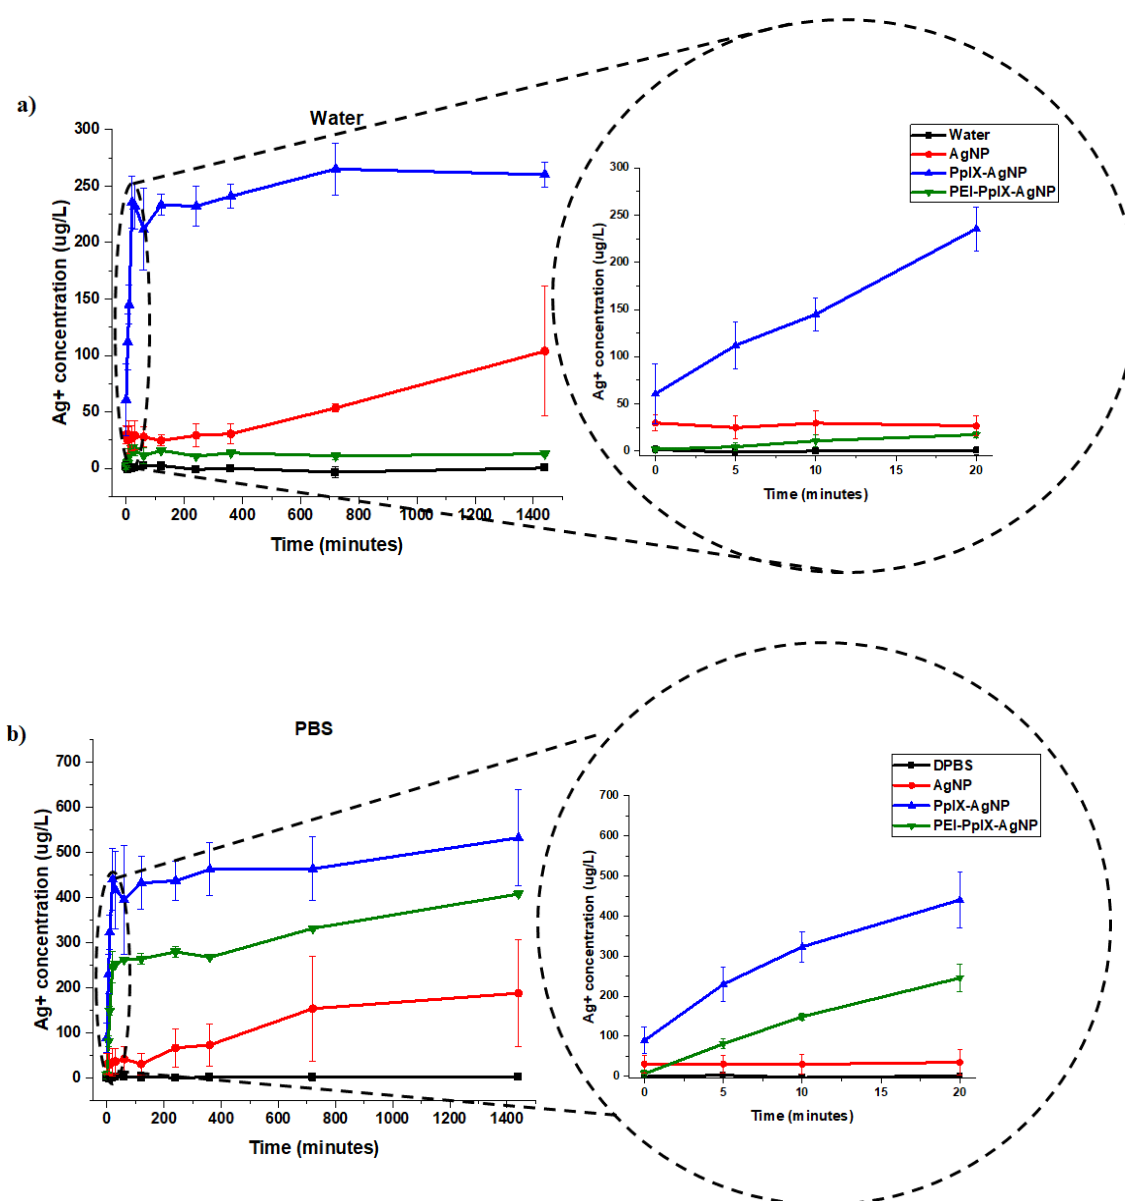 a)
Water
Ag+ concentration (ug/L)
300
250
200
150
100
50
0
0 200 400 600 800 1000 1200 1400
Time (minutes)
Water
AgNP
PpIX-AgNP
PEI-PpIX-AgNP
Ag+ concentration (ug/L)
300
250
200
150
100
50
0
0 5 10 15 20
Time (minutes)
b)
PBS
Ag+ concentration (ug/L)
700
600
500
400
300
200
100
0
0 200 400 600 800 1000 1200 1400
Time (minutes)
DPBS
AgNP
PpIX-AgNP
PEI-PpIX-AgNP
Ag+ concentration (ug/L)
700
600
500
400
300
200
100
0
0 5 10 15 20
Time (minutes)